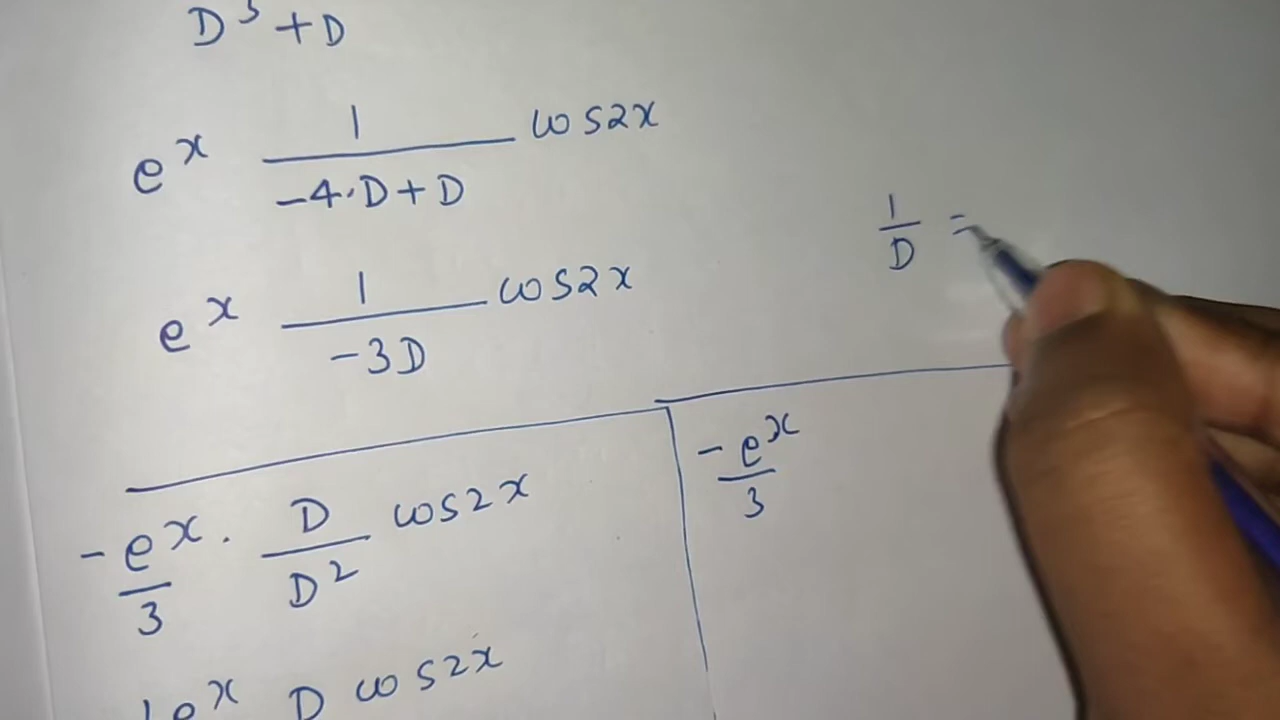 D³ + D
eˣ 1/(-4·D+D) cos2x
1/D =
eˣ 1/(-3D) cos2x
-eˣ/3 · D/D² cos2x
-eˣ/3
eˣ D cos2x